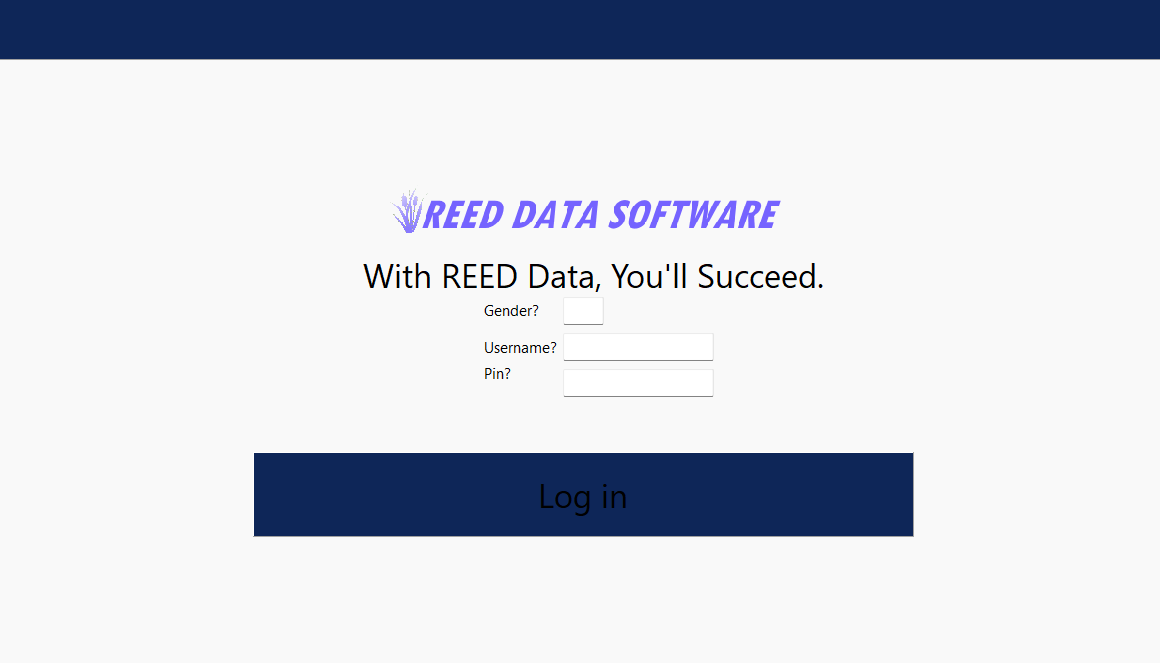 REED DATA SOFTWARE
With REED Data, You'll Succeed.
Gender?
Username?
Pin?
Log in